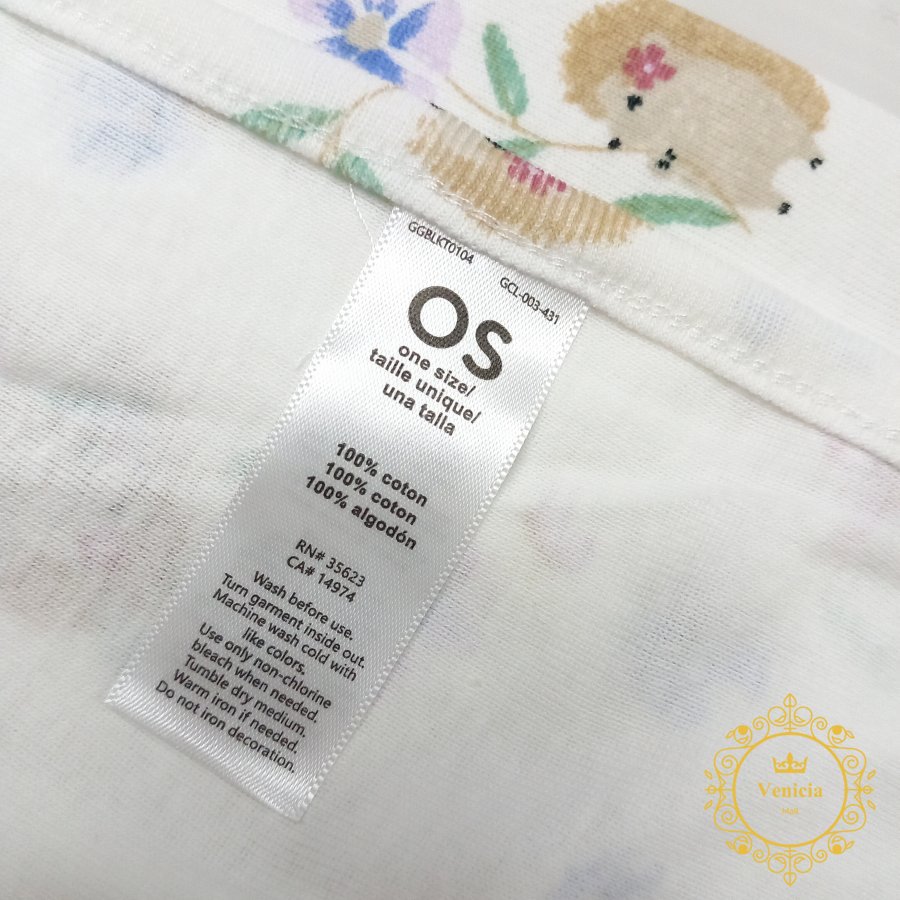 GGBLKT0104
GCL-003-431
OS
one size/
taille unique/
una talla
100% coton
100% coton
100% algodón
RN# 35623
CA# 14974
Wash before use.
Turn garment inside out.
Machine wash cold with
like colors.
Use only non-chlorine
bleach when needed.
Tumble dry medium.
Warm iron if needed.
Do not iron decoration.
Venicia
Mall